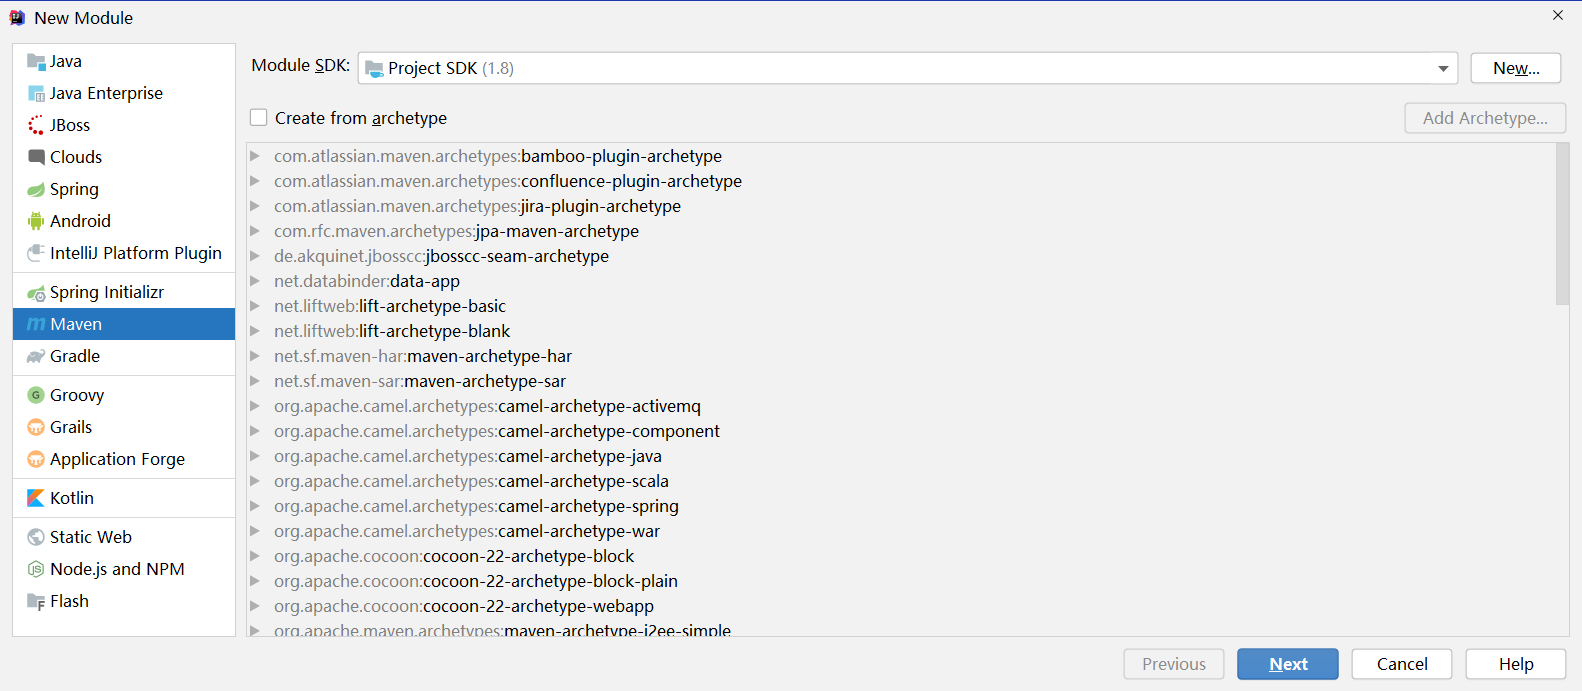 New Module
Java
Java Enterprise
JBoss
Clouds
Spring
Android
IntelliJ Platform Plugin
Spring Initializr
Maven
Gradle
Groovy
Grails
Application Forge
Kotlin
Static Web
Node.js and NPM
Flash
Module SDK: Project SDK (1.8) New...
Create from archetype Add Archetype...
com.atlassian.maven.archetypes:bamboo-plugin-archetype
com.atlassian.maven.archetypes:confluence-plugin-archetype
com.atlassian.maven.archetypes:jira-plugin-archetype
com.rfc.maven.archetypes:jpa-maven-archetype
de.akquinet.jbosscc:jbosscc-seam-archetype
net.databinder:data-app
net.liftweb:lift-archetype-basic
net.liftweb:lift-archetype-blank
net.sf.maven-har:maven-archetype-har
net.sf.maven-sar:maven-archetype-sar
org.apache.camel.archetypes:camel-archetype-activemq
org.apache.camel.archetypes:camel-archetype-component
org.apache.camel.archetypes:camel-archetype-java
org.apache.camel.archetypes:camel-archetype-scala
org.apache.camel.archetypes:camel-archetype-spring
org.apache.camel.archetypes:camel-archetype-war
org.apache.cocoon:cocoon-22-archetype-block
org.apache.cocoon:cocoon-22-archetype-block-plain
org.apache.cocoon:cocoon-22-archetype-webapp
org.apache.maven.archetypes:maven-archetype-j2ee-simple
Previous Next Cancel Help